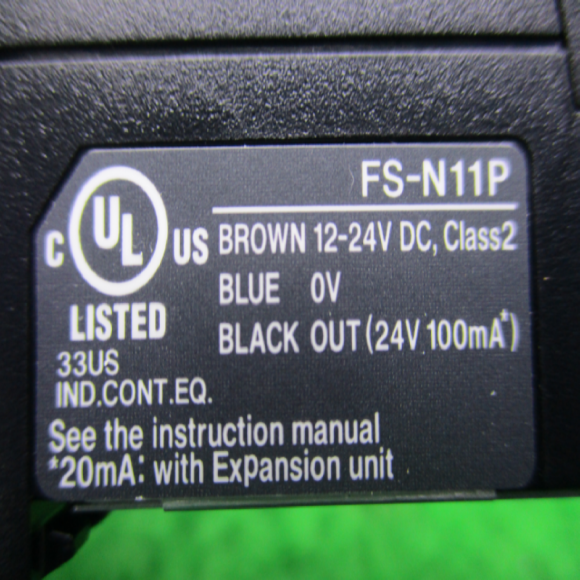 FS-N11P
C UL US
BROWN 12-24V DC, Class2
BLUE 0V
LISTED
BLACK OUT (24V 100mA*)
33US
IND.CONT.EQ.
See the instruction manual
*20mA: with Expansion unit